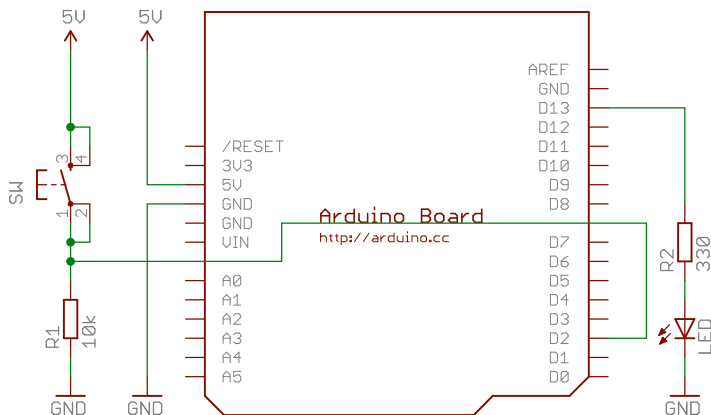 5V
5V
AREF
GND
D13
D12
/RESET
D11
3V3
D10
5V
D9
GND
D8
GND
VIN
D7
D6
A0
D5
A1
D4
A2
D3
A3
D2
A4
D1
A5
D0
Arduino Board
http://arduino.cc
SW
3
4
1
2
R1
10k
R2
330
LED
GND
GND
GND